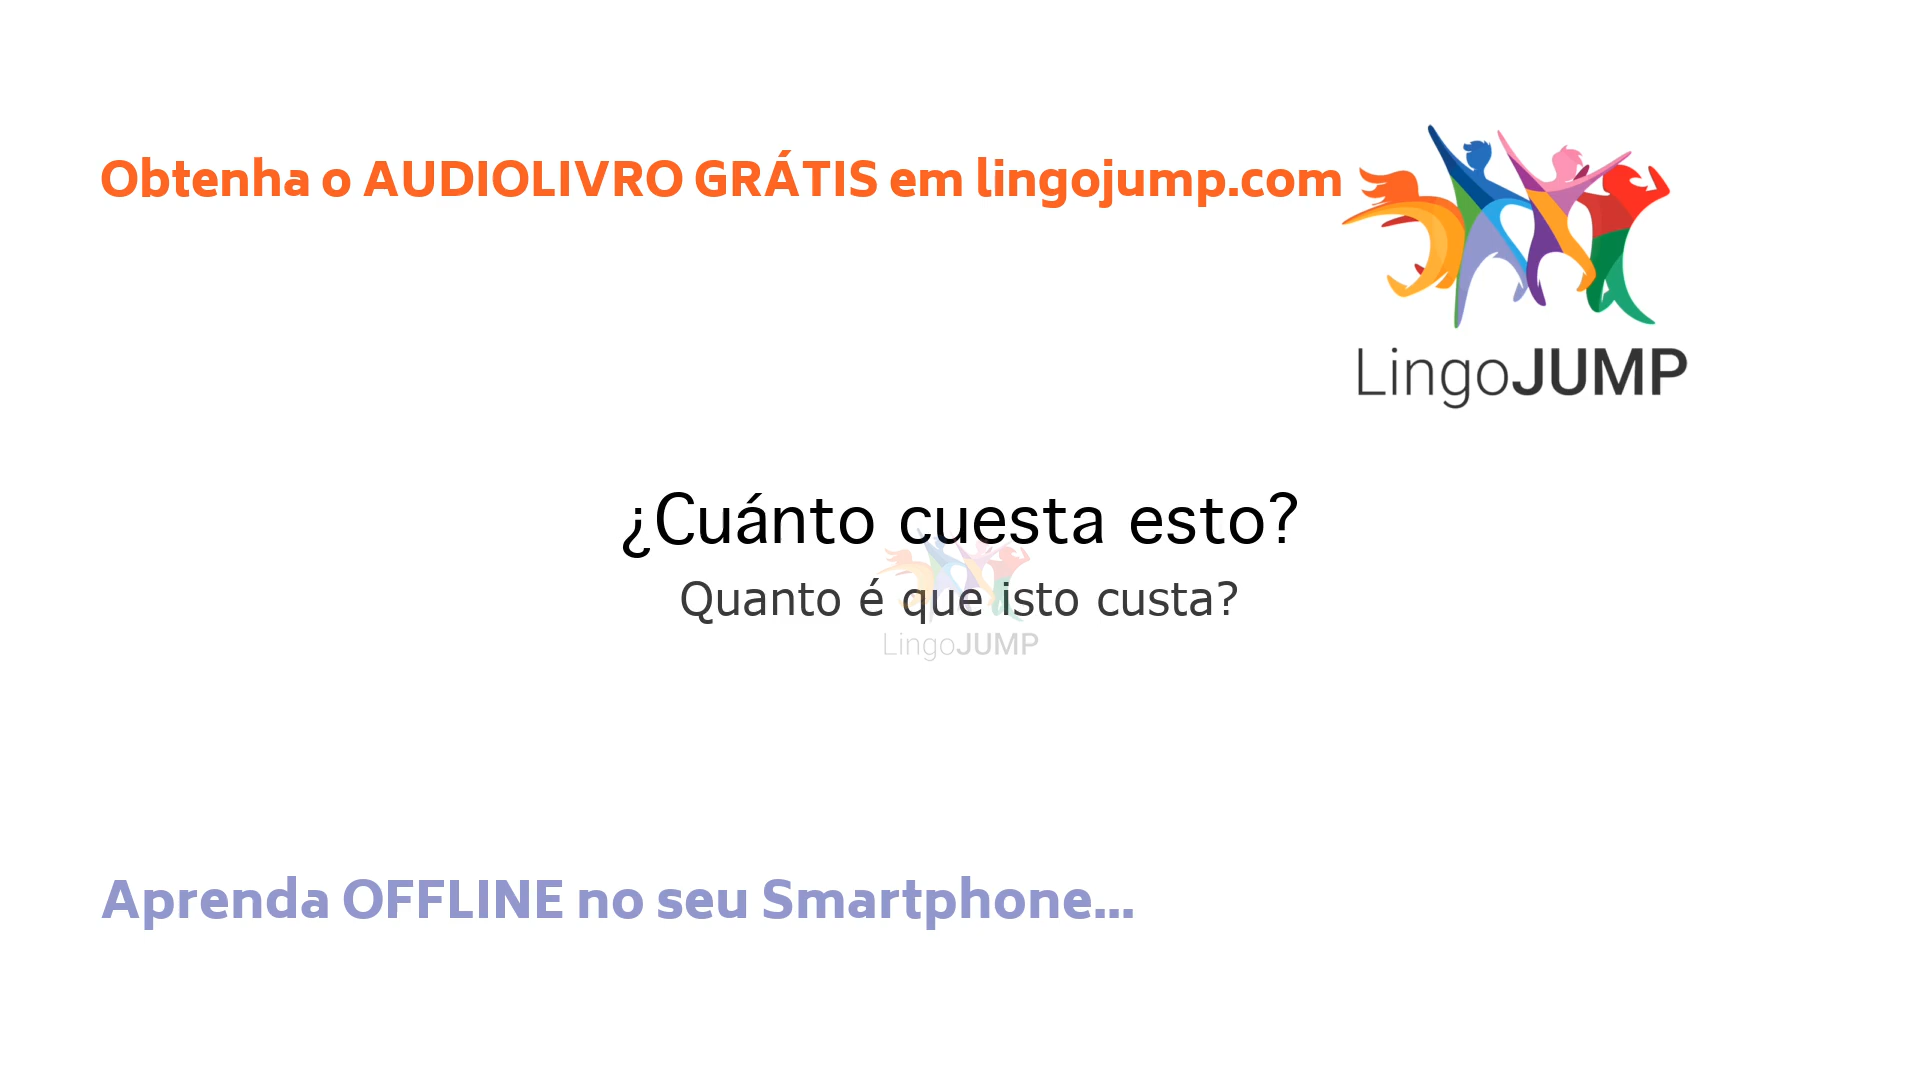 Obtenha o AUDIOLIVRO GRÁTIS em lingojump.com
LingoJUMP
¿Cuánto cuesta esto?
Quanto é que isto custa?
LingoJUMP
Aprenda OFFLINE no seu Smartphone...